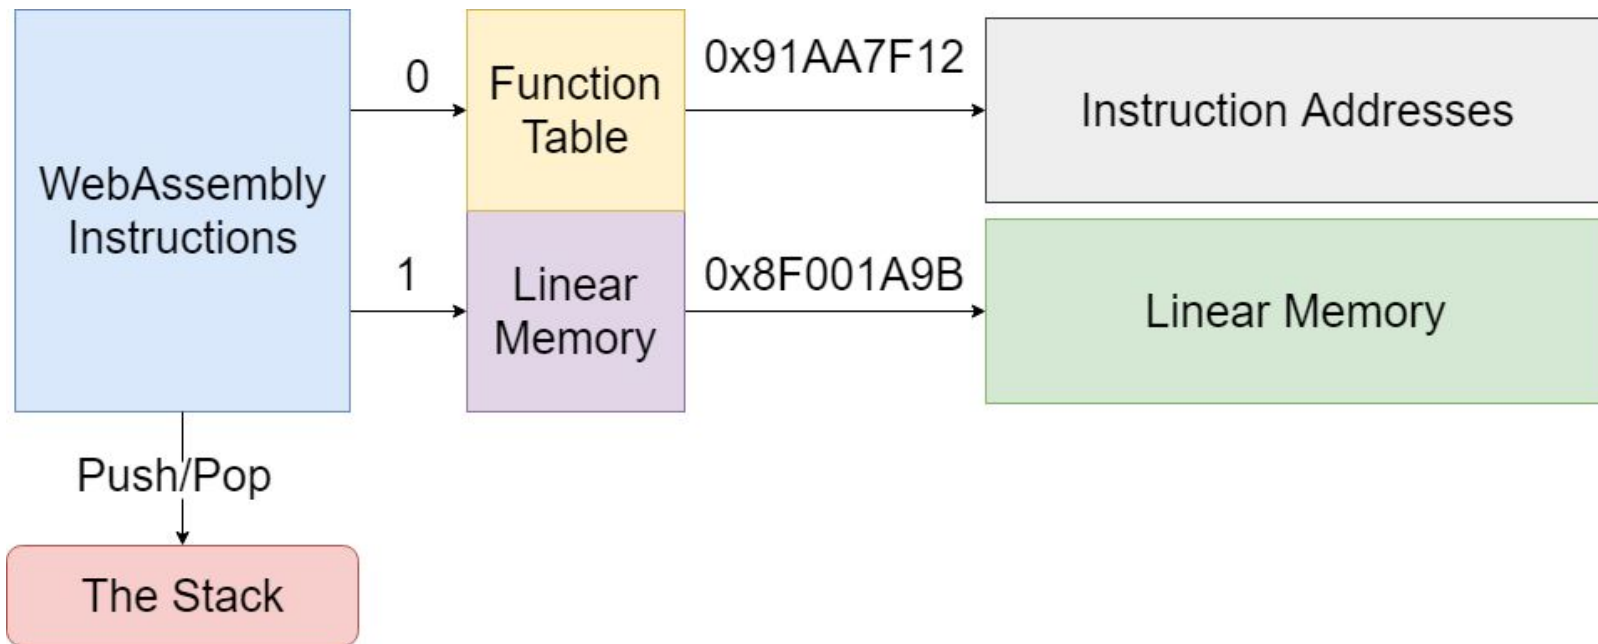 WebAssembly
Instructions
0
Function
Table
0x91AA7F12
Instruction Addresses
1
Linear
Memory
0x8F001A9B
Linear Memory
Push/Pop
The Stack